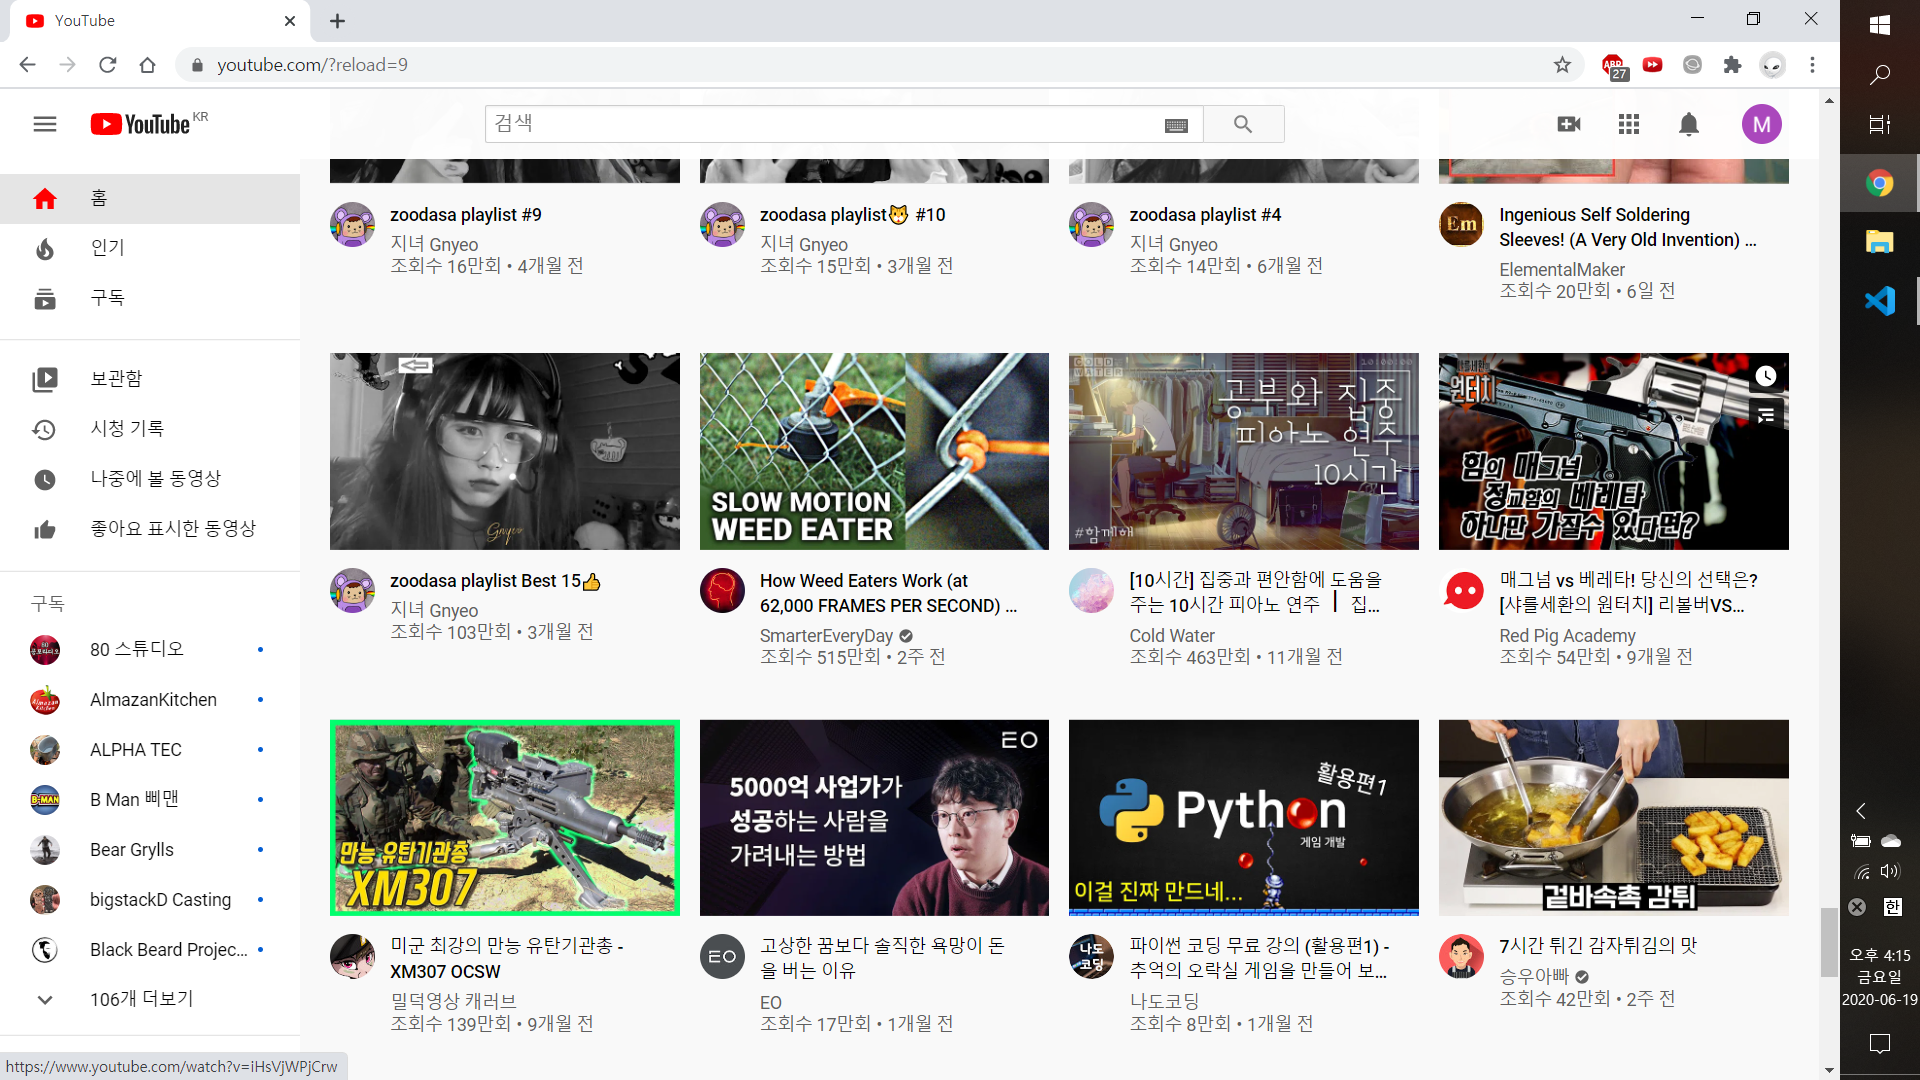 YouTube
youtube.com/?reload=9
ABP
27
YouTube KR
검색
M
홈
인기
구독
보관함
시청 기록
나중에 볼 동영상
좋아요 표시한 동영상
구독
80 스튜디오
AlmazanKitchen
ALPHA TEC
B Man 삐맨
Bear Grylls
bigstackD Casting
Black Beard Projec...
106개 더보기
zoodasa playlist #9
지녀 Gnyeo
조회수 16만회 • 4개월 전
zoodasa playlist🐱 #10
지녀 Gnyeo
조회수 15만회 • 3개월 전
zoodasa playlist #4
지녀 Gnyeo
조회수 14만회 • 6개월 전
Em
Ingenious Self Soldering
Sleeves! (A Very Old Invention) ...
ElementalMaker
조회수 20만회 • 6일 전
Gnyeo
zoodasa playlist Best 15👍
지녀 Gnyeo
조회수 103만회 • 3개월 전
SLOW MOTION
WEED EATER
How Weed Eaters Work (at
62,000 FRAMES PER SECOND) ...
SmarterEveryDay
조회수 515만회 • 2주 전
COLD
WATER
공부와 집중
피아노 연주
10시간
#함께해
[10시간] 집중과 편안함에 도움을
주는 10시간 피아노 연주 ┃ 집...
Cold Water
조회수 463만회 • 11개월 전
샤를세환의
원터치
힘의 매그넘
정교함의 베레타
하나만 가질수 있다면?
매그넘 vs 베레타! 당신의 선택은?
[샤를세환의 원터치] 리볼버VS...
Red Pig Academy
조회수 54만회 • 9개월 전
만능 유탄기관총
XM307
미군 최강의 만능 유탄기관총 -
XM307 OCSW
밀덕영상 캐러브
조회수 139만회 • 9개월 전
EO
5000억 사업가가
성공하는 사람을
가려내는 방법
EO
고상한 꿈보다 솔직한 욕망이 돈
을 버는 이유
EO
조회수 17만회 • 1개월 전
활용편1
Python
게임 개발
이걸 진짜 만드네...
나도
코딩
파이썬 코딩 무료 강의 (활용편1) -
추억의 오락실 게임을 만들어 보...
나도코딩
조회수 8만회 • 1개월 전
겉바속촉 감튀
7시간 튀긴 감자튀김의 맛
승우아빠
조회수 42만회 • 2주 전
https://www.youtube.com/watch?v=iHsVjWPjCrw
한
오후 4:15
금요일
2020-06-19